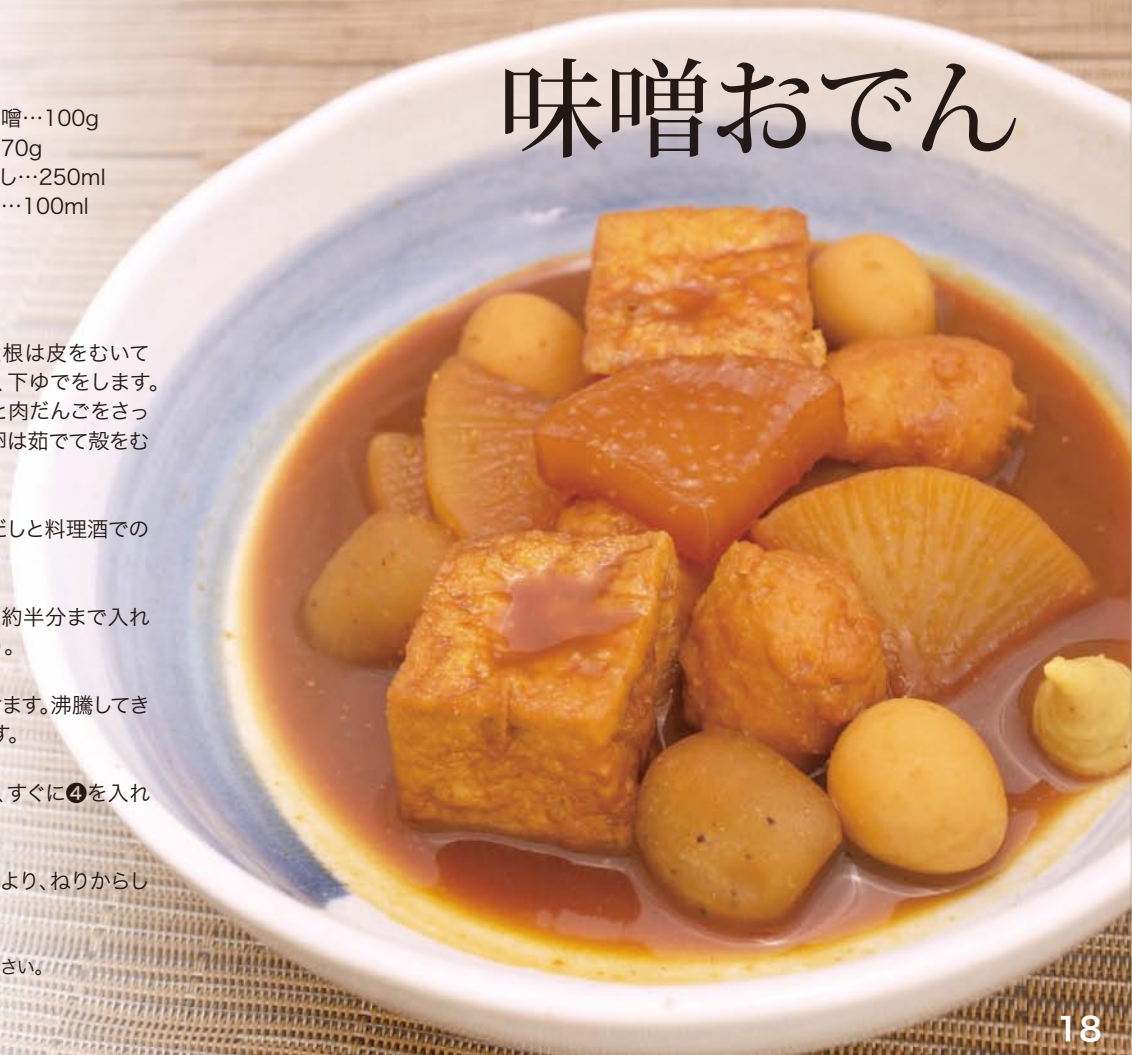 味噌おでん
噌…100g
70g
し…250ml
…100ml
根は皮をむいて
、下ゆでをします。
と肉だんごをさっ
卵は茹でて殻をむ
だしと料理酒での
約半分まで入れ
。
ます。沸騰してき
す。
、すぐに❹を入れ
より、ねりからし
さい。
18